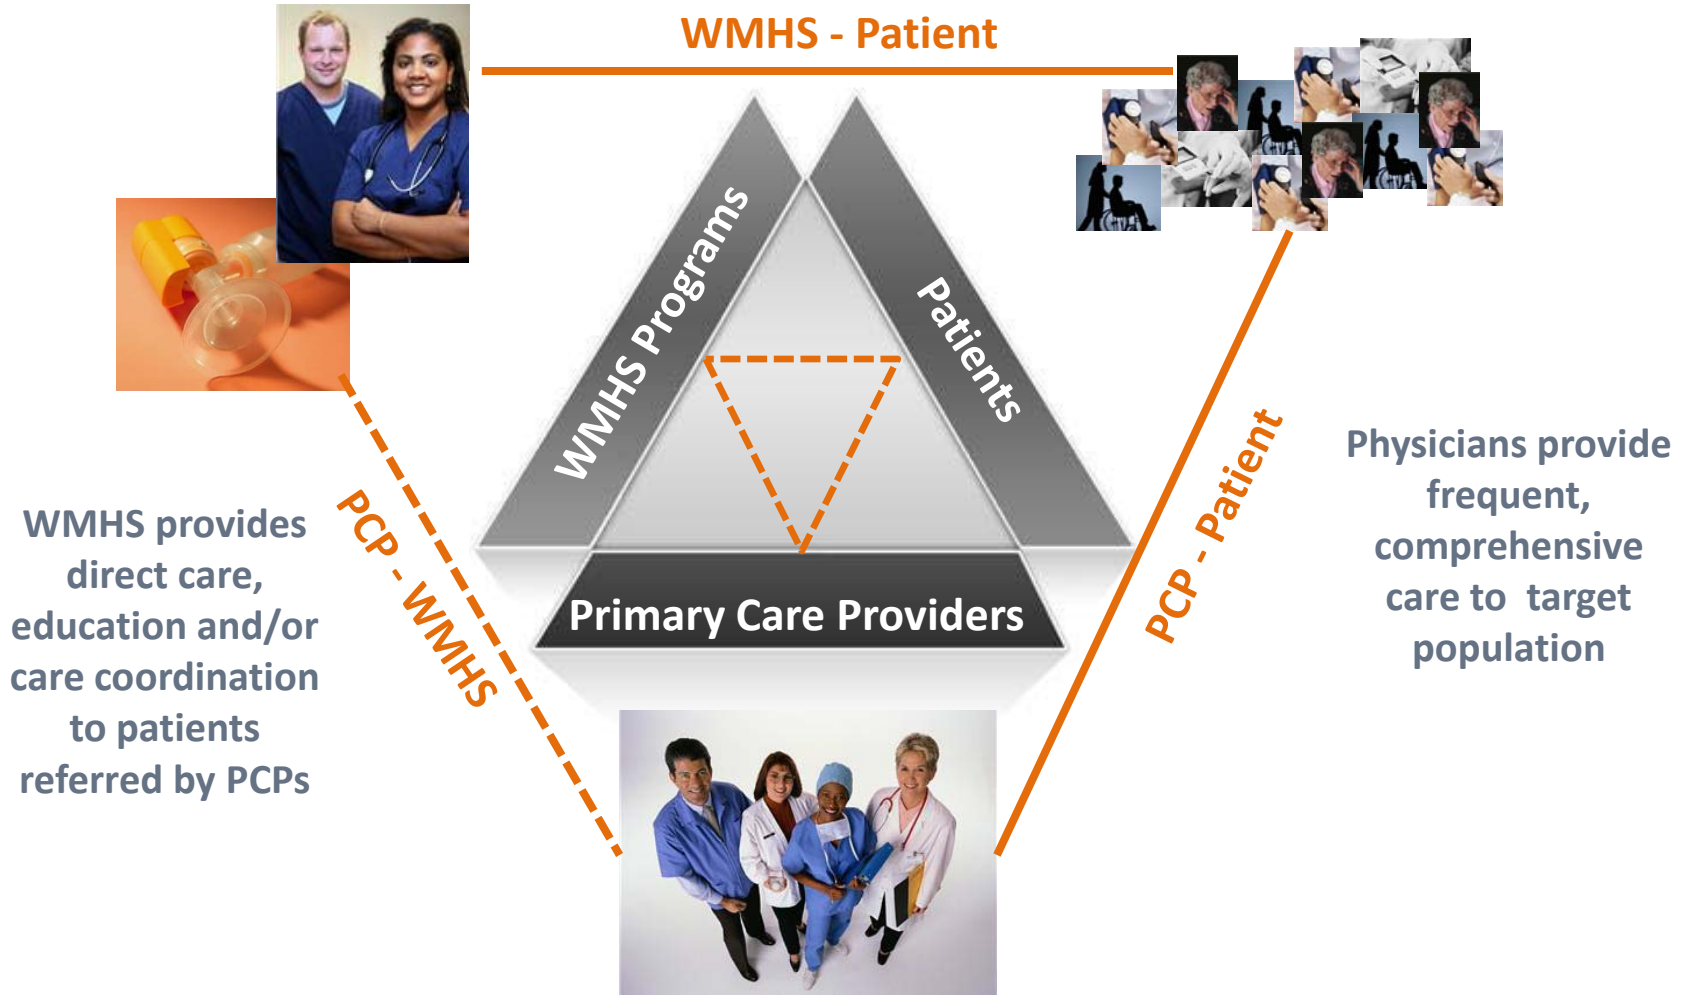 WMHS - Patient
WMHS Programs
Patients
Primary Care Providers
PCP - WMHS
PCP - Patient
WMHS provides
direct care,
education and/or
care coordination
to patients
referred by PCPs
Physicians provide
frequent,
comprehensive
care to target
population